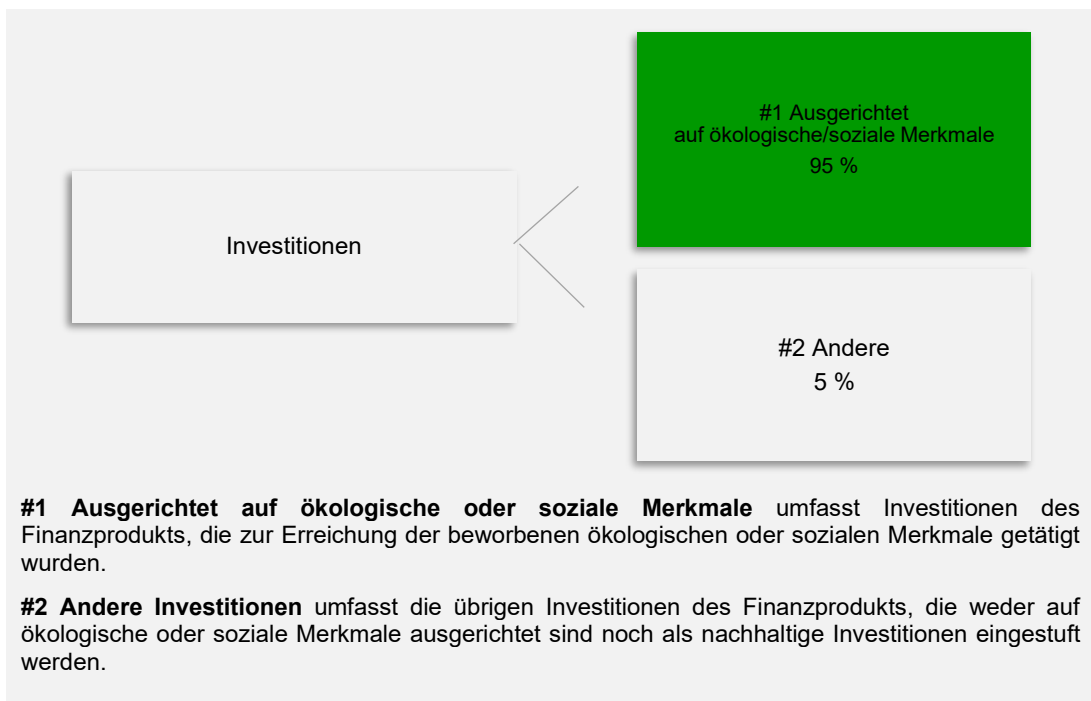 #1 Ausgerichtet
auf ökologische/soziale Merkmale
95 %
Investitionen
#2 Andere
5 %
#1 Ausgerichtet auf ökologische oder soziale Merkmale umfasst Investitionen des
Finanzprodukts, die zur Erreichung der beworbenen ökologischen oder sozialen Merkmale getätigt
wurden.
#2 Andere Investitionen umfasst die übrigen Investitionen des Finanzprodukts, die weder auf
ökologische oder soziale Merkmale ausgerichtet sind noch als nachhaltige Investitionen eingestuft
werden.